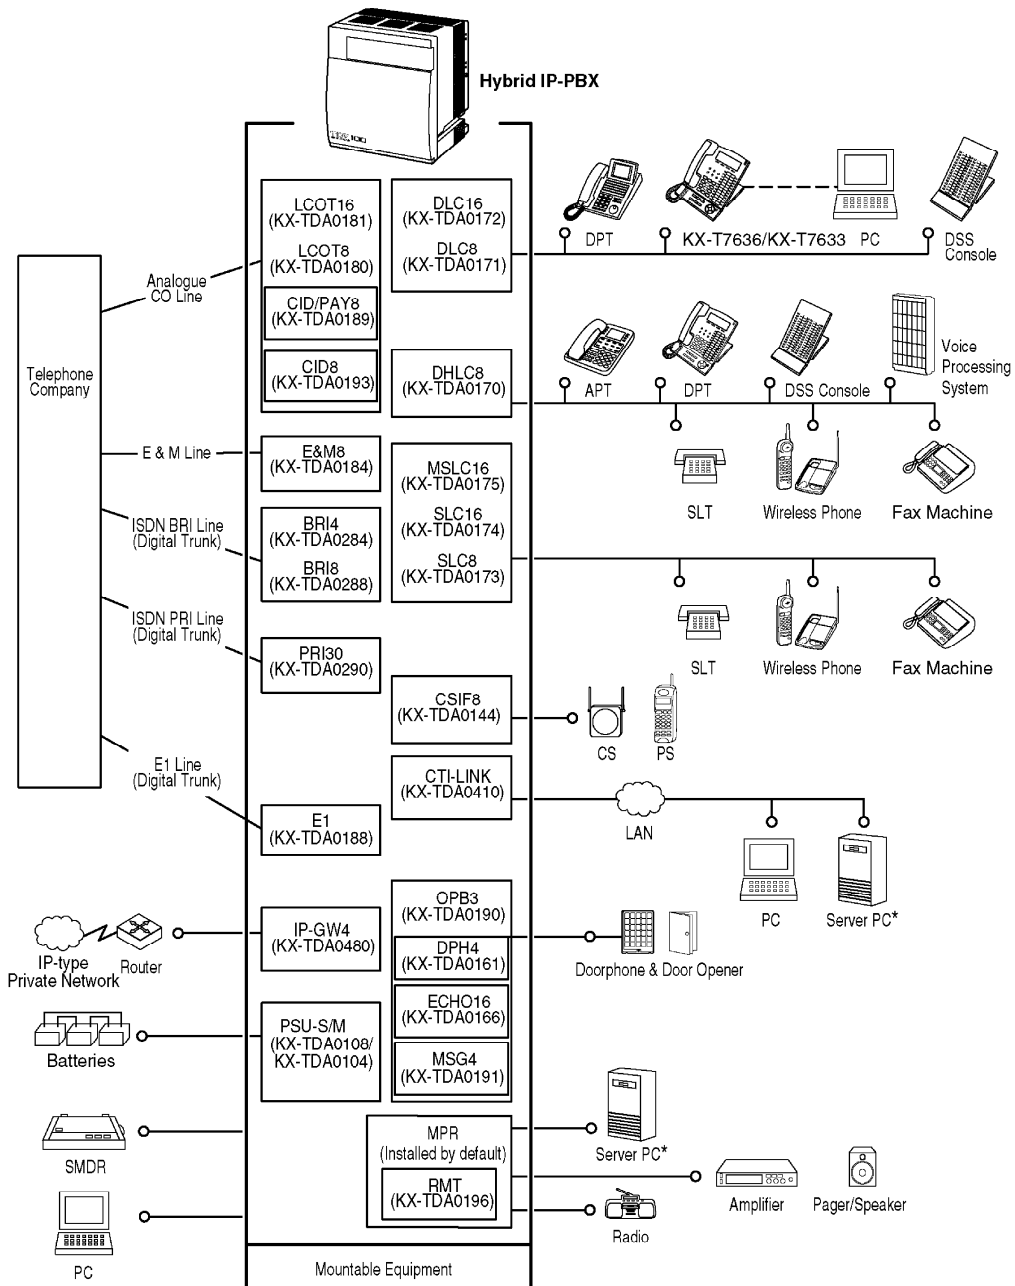 Hybrid IP-PBX
LCOT16
(KX-TDA0181)
LCOT8
(KX-TDA0180)
CID/PAY8
(KX-TDA0189)
CID8
(KX-TDA0193)
DLC16
(KX-TDA0172)
DLC8
(KX-TDA0171)
DPT
KX-T7636/KX-T7633
PC
DSS
Console
Analogue
CO Line
Telephone
Company
DHLC8
(KX-TDA0170)
APT
DPT
DSS Console
Voice
Processing
System
E & M Line
E&M8
(KX-TDA0184)
MSLC16
(KX-TDA0175)
SLC16
(KX-TDA0174)
SLC8
(KX-TDA0173)
SLT
Wireless Phone
Fax Machine
ISDN BRI Line
(Digital Trunk)
BRI4
(KX-TDA0284)
BRI8
(KX-TDA0288)
ISDN PRI Line
(Digital Trunk)
PRI30
(KX-TDA0290)
SLT
Wireless Phone
Fax Machine
CSIF8
(KX-TDA0144)
CS
PS
E1 Line
(Digital Trunk)
CTI-LINK
(KX-TDA0410)
LAN
E1
(KX-TDA0188)
PC
Server PC*
OPB3
(KX-TDA0190)
DPH4
(KX-TDA0161)
ECHO16
(KX-TDA0166)
MSG4
(KX-TDA0191)
IP-GW4
(KX-TDA0480)
IP-type
Private Network
Router
Doorphone & Door Opener
Batteries
PSU-S/M
(KX-TDA0108/
KX-TDA0104)
SMDR
MPR
(Installed by default)
RMT
(KX-TDA0196)
Server PC*
Amplifier
Pager/Speaker
Radio
PC
Mountable Equipment